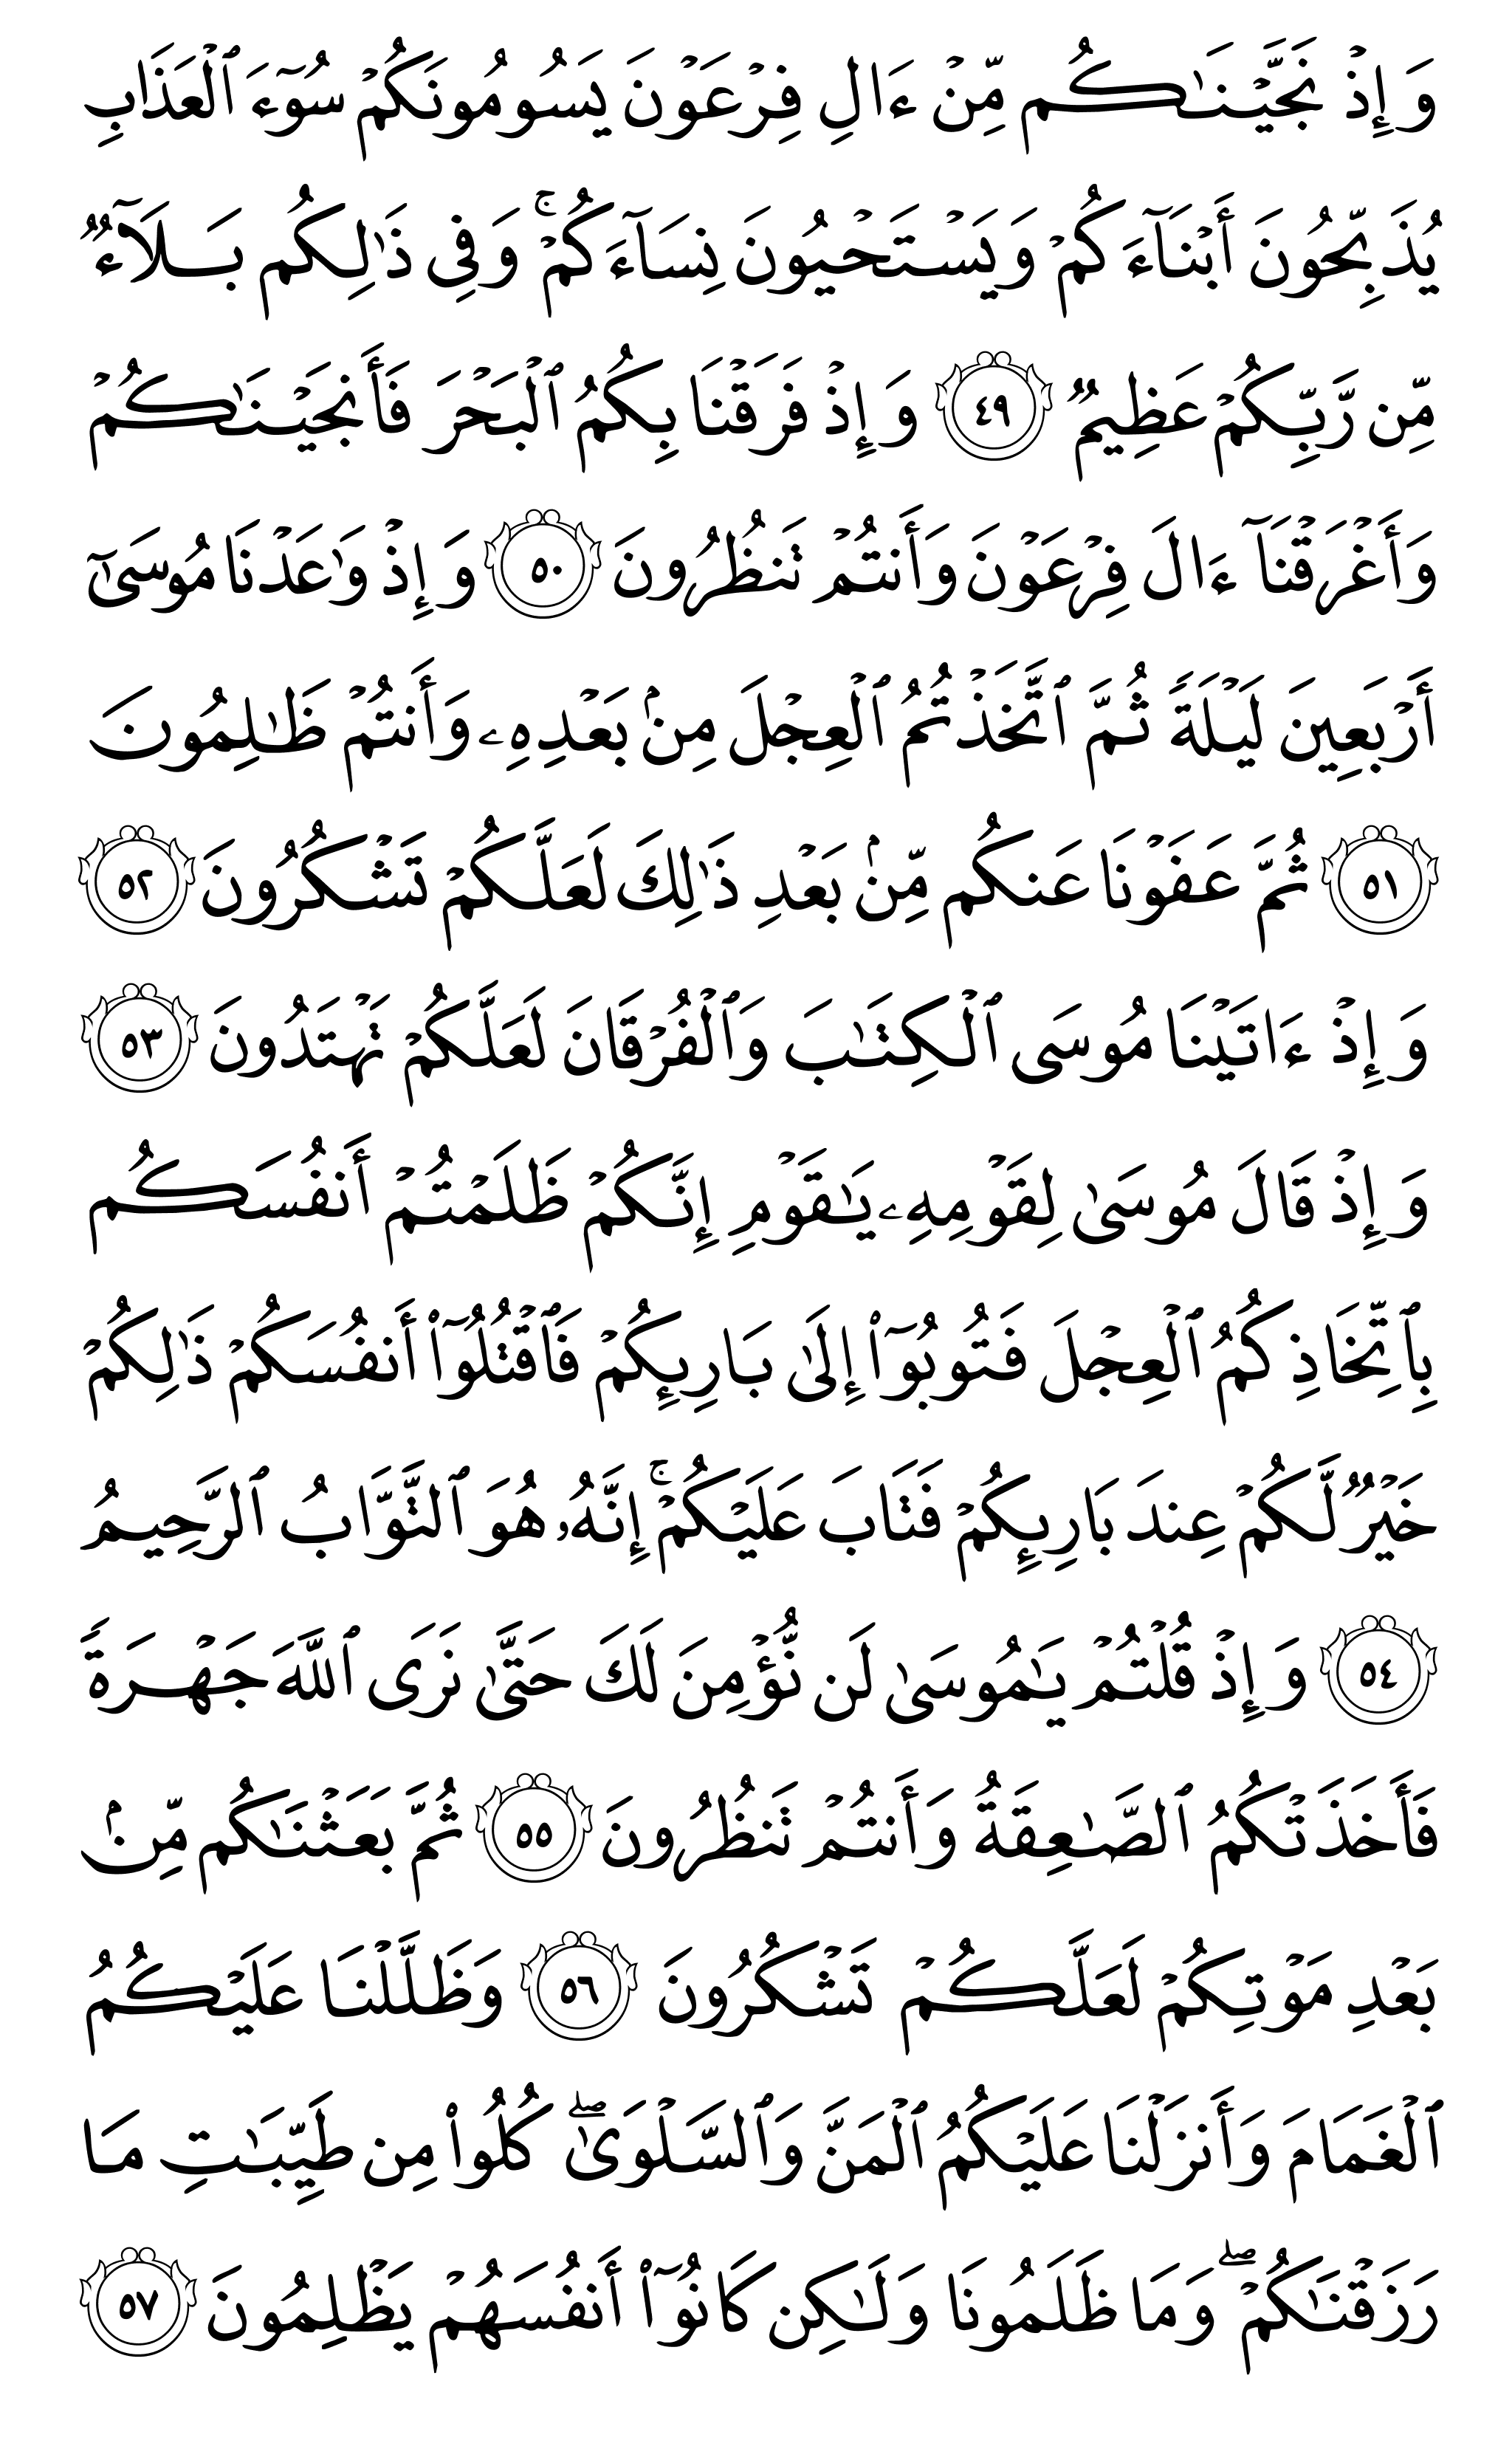 وَإِذۡ نَجَّيۡنَٰكُم مِّنۡ ءَالِ فِرۡعَوۡنَ يَسُومُونَكُمۡ سُوٓءَ ٱلۡعَذَابِ
يُذَبِّحُونَ أَبۡنَآءَكُمۡ وَيَسۡتَحۡيُونَ نِسَآءَكُمۡۚ وَفِي ذَٰلِكُم بَلَآءٞ
مِّن رَّبِّكُمۡ عَظِيمٞ ٤٩ وَإِذۡ فَرَقۡنَا بِكُمُ ٱلۡبَحۡرَ فَأَنجَيۡنَٰكُمۡ
وَأَغۡرَقۡنَآ ءَالَ فِرۡعَوۡنَ وَأَنتُمۡ تَنظُرُونَ ٥٠ وَإِذۡ وَٰعَدۡنَا مُوسَىٰٓ
أَرۡبَعِينَ لَيۡلَةٗ ثُمَّ ٱتَّخَذۡتُمُ ٱلۡعِجۡلَ مِنۢ بَعۡدِهِۦ وَأَنتُمۡ ظَٰلِمُونَ
٥١ ثُمَّ عَفَوۡنَا عَنكُم مِّنۢ بَعۡدِ ذَٰلِكَ لَعَلَّكُمۡ تَشۡكُرُونَ ٥٢
وَإِذۡ ءَاتَيۡنَا مُوسَى ٱلۡكِتَٰبَ وَٱلۡفُرۡقَانَ لَعَلَّكُمۡ تَهۡتَدُونَ ٥٣
وَإِذۡ قَالَ مُوسَىٰ لِقَوۡمِهِۦ يَٰقَوۡمِ إِنَّكُمۡ ظَلَمۡتُمۡ أَنفُسَكُم
بِٱتِّخَاذِكُمُ ٱلۡعِجۡلَ فَتُوبُوٓاْ إِلَىٰ بَارِئِكُمۡ فَٱقۡتُلُوٓاْ أَنفُسَكُمۡ ذَٰلِكُمۡ
خَيۡرٞ لَّكُمۡ عِندَ بَارِئِكُمۡ فَتَابَ عَلَيۡكُمۡۚ إِنَّهُۥ هُوَ ٱلتَّوَّابُ ٱلرَّحِيمُ
٥٤ وَإِذۡ قُلۡتُمۡ يَٰمُوسَىٰ لَن نُّؤۡمِنَ لَكَ حَتَّىٰ نَرَى ٱللَّهَ جَهۡرَةٗ
فَأَخَذَتۡكُمُ ٱلصَّٰعِقَةُ وَأَنتُمۡ تَنظُرُونَ ٥٥ ثُمَّ بَعَثۡنَٰكُم مِّنۢ
بَعۡدِ مَوۡتِكُمۡ لَعَلَّكُمۡ تَشۡكُرُونَ ٥٦ وَظَلَّلۡنَا عَلَيۡكُمُ
ٱلۡغَمَامَ وَأَنزَلۡنَا عَلَيۡكُمُ ٱلۡمَنَّ وَٱلسَّلۡوَىٰۖ كُلُواْ مِن طَيِّبَٰتِ مَا
رَزَقۡنَٰكُمۡۖ وَمَا ظَلَمُونَا وَلَٰكِن كَانُوٓاْ أَنفُسَهُمۡ يَظۡلِمُونَ ٥٧